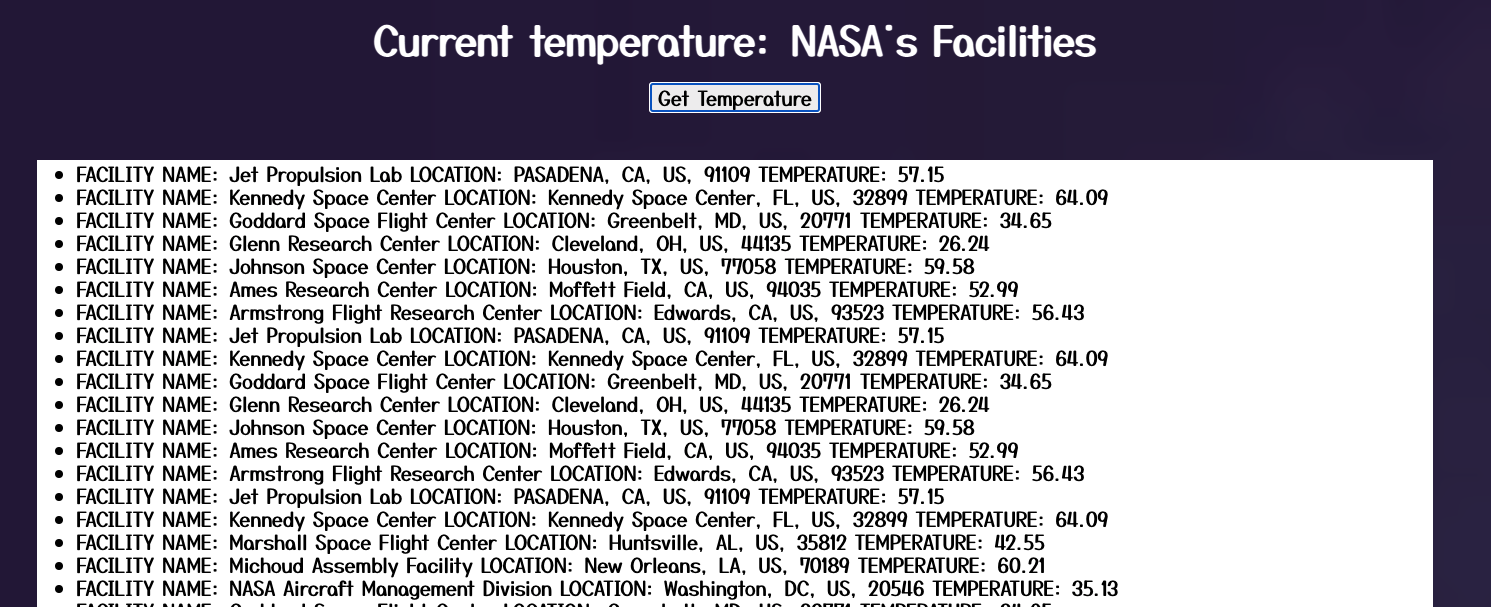 Current temperature: NASA's Facilities
Get Temperature
• FACILITY NAME: Jet Propulsion Lab LOCATION: PASADENA, CA, US, 91109 TEMPERATURE: 57.15
• FACILITY NAME: Kennedy Space Center LOCATION: Kennedy Space Center, FL, US, 32899 TEMPERATURE: 64.09
• FACILITY NAME: Goddard Space Flight Center LOCATION: Greenbelt, MD, US, 20771 TEMPERATURE: 34.65
• FACILITY NAME: Glenn Research Center LOCATION: Cleveland, OH, US, 44135 TEMPERATURE: 26.24
• FACILITY NAME: Johnson Space Center LOCATION: Houston, TX, US, 77058 TEMPERATURE: 59.58
• FACILITY NAME: Ames Research Center LOCATION: Moffett Field, CA, US, 94035 TEMPERATURE: 52.99
• FACILITY NAME: Armstrong Flight Research Center LOCATION: Edwards, CA, US, 93523 TEMPERATURE: 56.43
• FACILITY NAME: Jet Propulsion Lab LOCATION: PASADENA, CA, US, 91109 TEMPERATURE: 57.15
• FACILITY NAME: Kennedy Space Center LOCATION: Kennedy Space Center, FL, US, 32899 TEMPERATURE: 64.09
• FACILITY NAME: Goddard Space Flight Center LOCATION: Greenbelt, MD, US, 20771 TEMPERATURE: 34.65
• FACILITY NAME: Glenn Research Center LOCATION: Cleveland, OH, US, 44135 TEMPERATURE: 26.24
• FACILITY NAME: Johnson Space Center LOCATION: Houston, TX, US, 77058 TEMPERATURE: 59.58
• FACILITY NAME: Ames Research Center LOCATION: Moffett Field, CA, US, 94035 TEMPERATURE: 52.99
• FACILITY NAME: Armstrong Flight Research Center LOCATION: Edwards, CA, US, 93523 TEMPERATURE: 56.43
• FACILITY NAME: Jet Propulsion Lab LOCATION: PASADENA, CA, US, 91109 TEMPERATURE: 57.15
• FACILITY NAME: Kennedy Space Center LOCATION: Kennedy Space Center, FL, US, 32899 TEMPERATURE: 64.09
• FACILITY NAME: Marshall Space Flight Center LOCATION: Huntsville, AL, US, 35812 TEMPERATURE: 42.55
• FACILITY NAME: Michoud Assembly Facility LOCATION: New Orleans, LA, US, 70189 TEMPERATURE: 60.21
• FACILITY NAME: NASA Aircraft Management Division LOCATION: Washington, DC, US, 20546 TEMPERATURE: 35.13